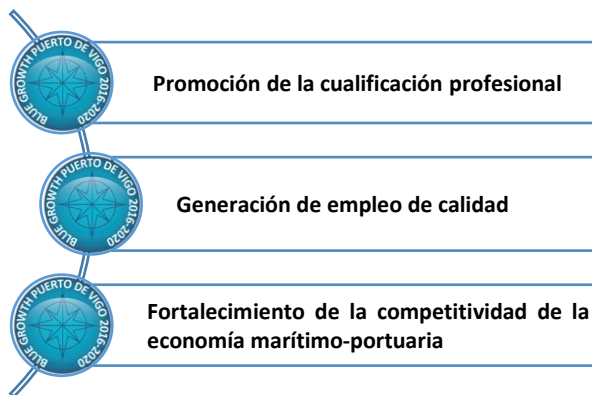 BLUE GROWTH PUERTO DE VIGO 2016-2020
Promoción de la cualificación profesional
BLUE GROWTH PUERTO DE VIGO 2016-2020
Generación de empleo de calidad
BLUE GROWTH PUERTO DE VIGO 2016-2020
Fortalecimiento de la competitividad de la
economía marítimo-portuaria